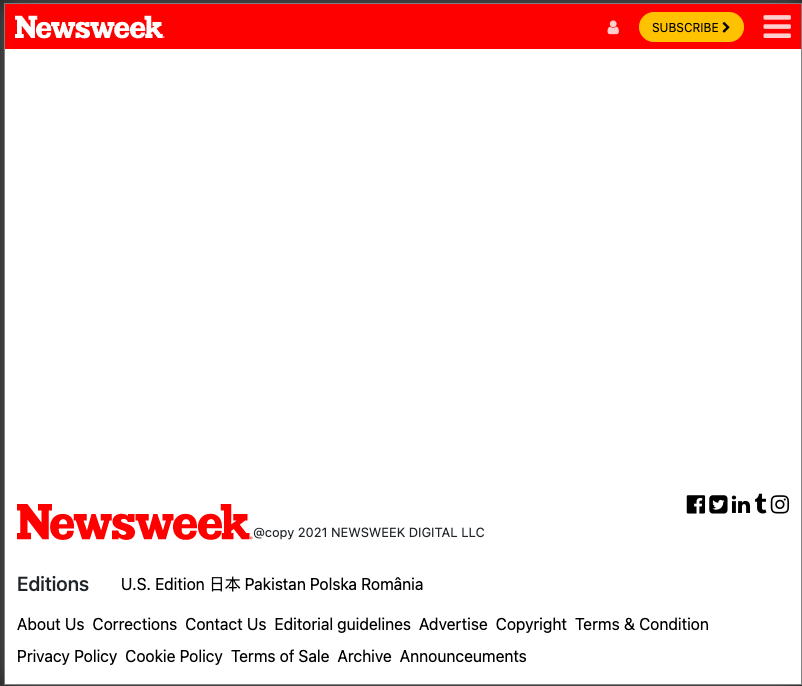 Newsweek SUBSCRIBE
Newsweek @copy 2021 NEWSWEEK DIGITAL LLC
Editions U.S. Edition 日本 Pakistan Polska România
About Us Corrections Contact Us Editorial guidelines Advertise Copyright Terms & Condition
Privacy Policy Cookie Policy Terms of Sale Archive Announceuments